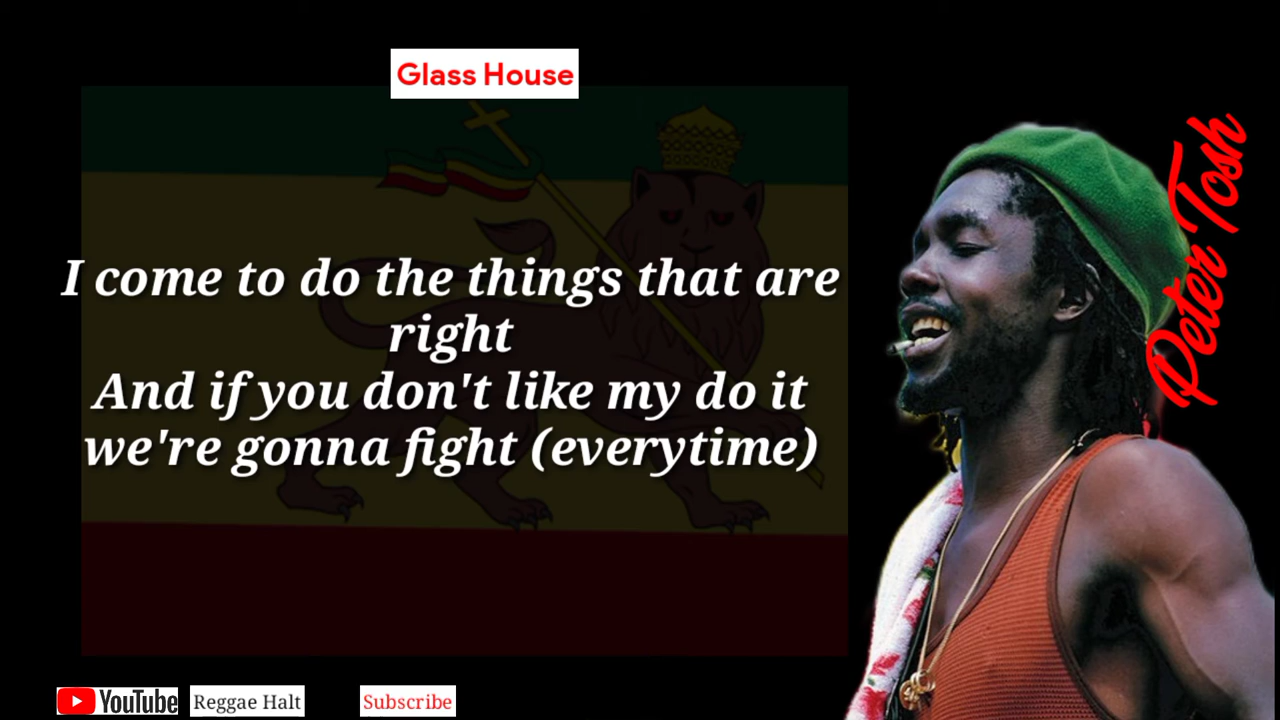 Glass House
Peter Tosh
I come to do the things that are
right
And if you don't like my do it
we're gonna fight (everytime)
YouTube
Reggae Halt
Subscribe